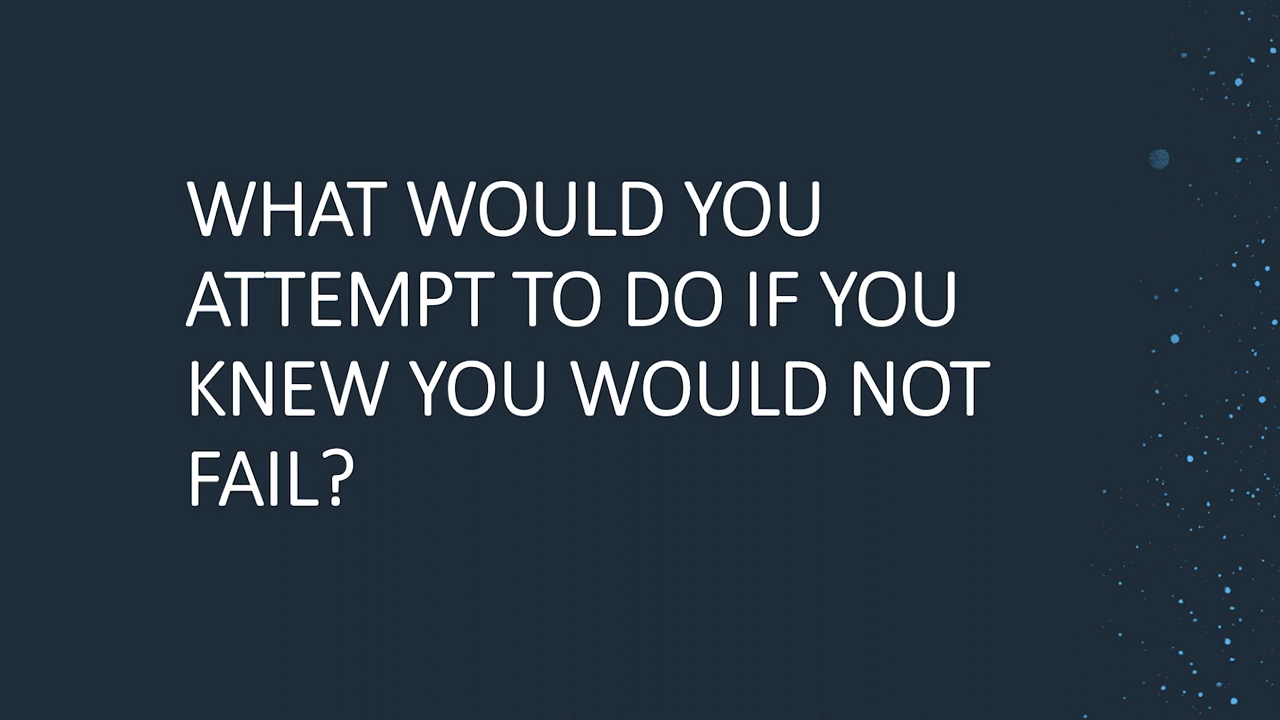 WHAT WOULD YOU
ATTEMPT TO DO IF YOU
KNEW YOU WOULD NOT
FAIL?